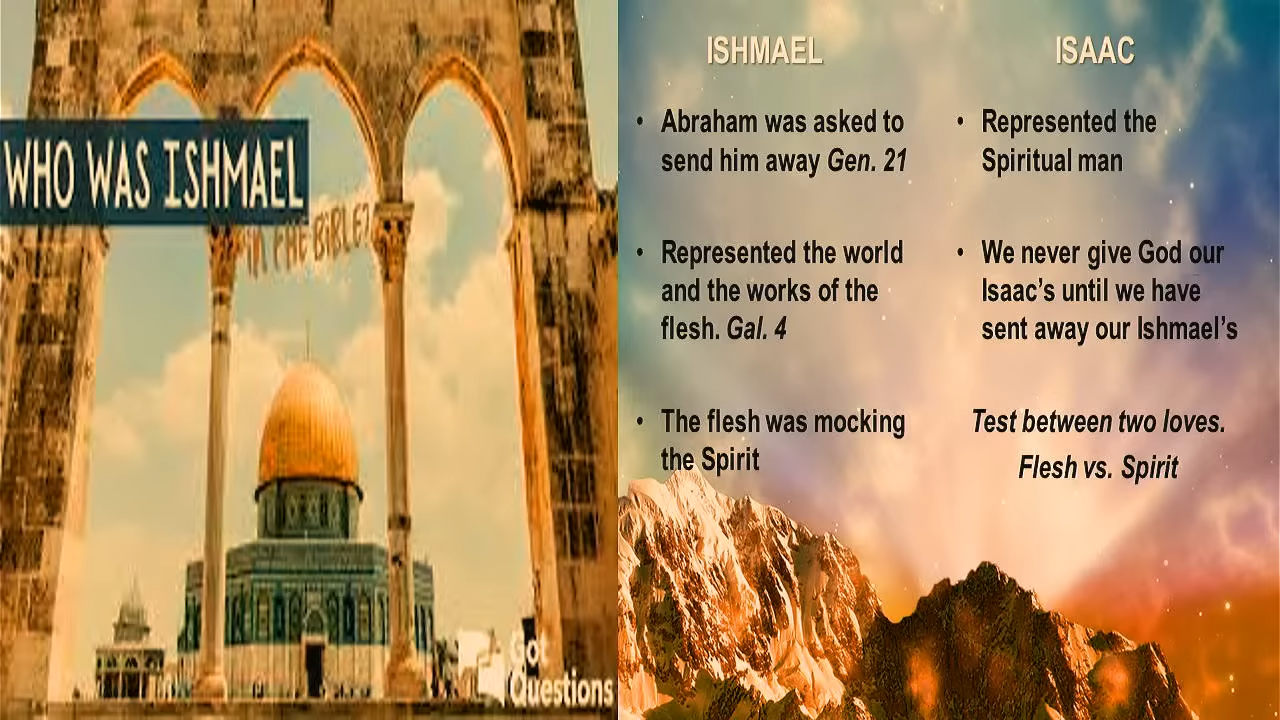 WHO WAS ISHMAEL
IN THE BIBLE?
Got
Questions
ISHMAEL
• Abraham was asked to
send him away Gen. 21
• Represented the world
and the works of the
flesh. Gal. 4
• The flesh was mocking
the Spirit
ISAAC
• Represented the
Spiritual man
• We never give God our
Isaac's until we have
sent away our Ishmael's
Test between two loves.
Flesh vs. Spirit